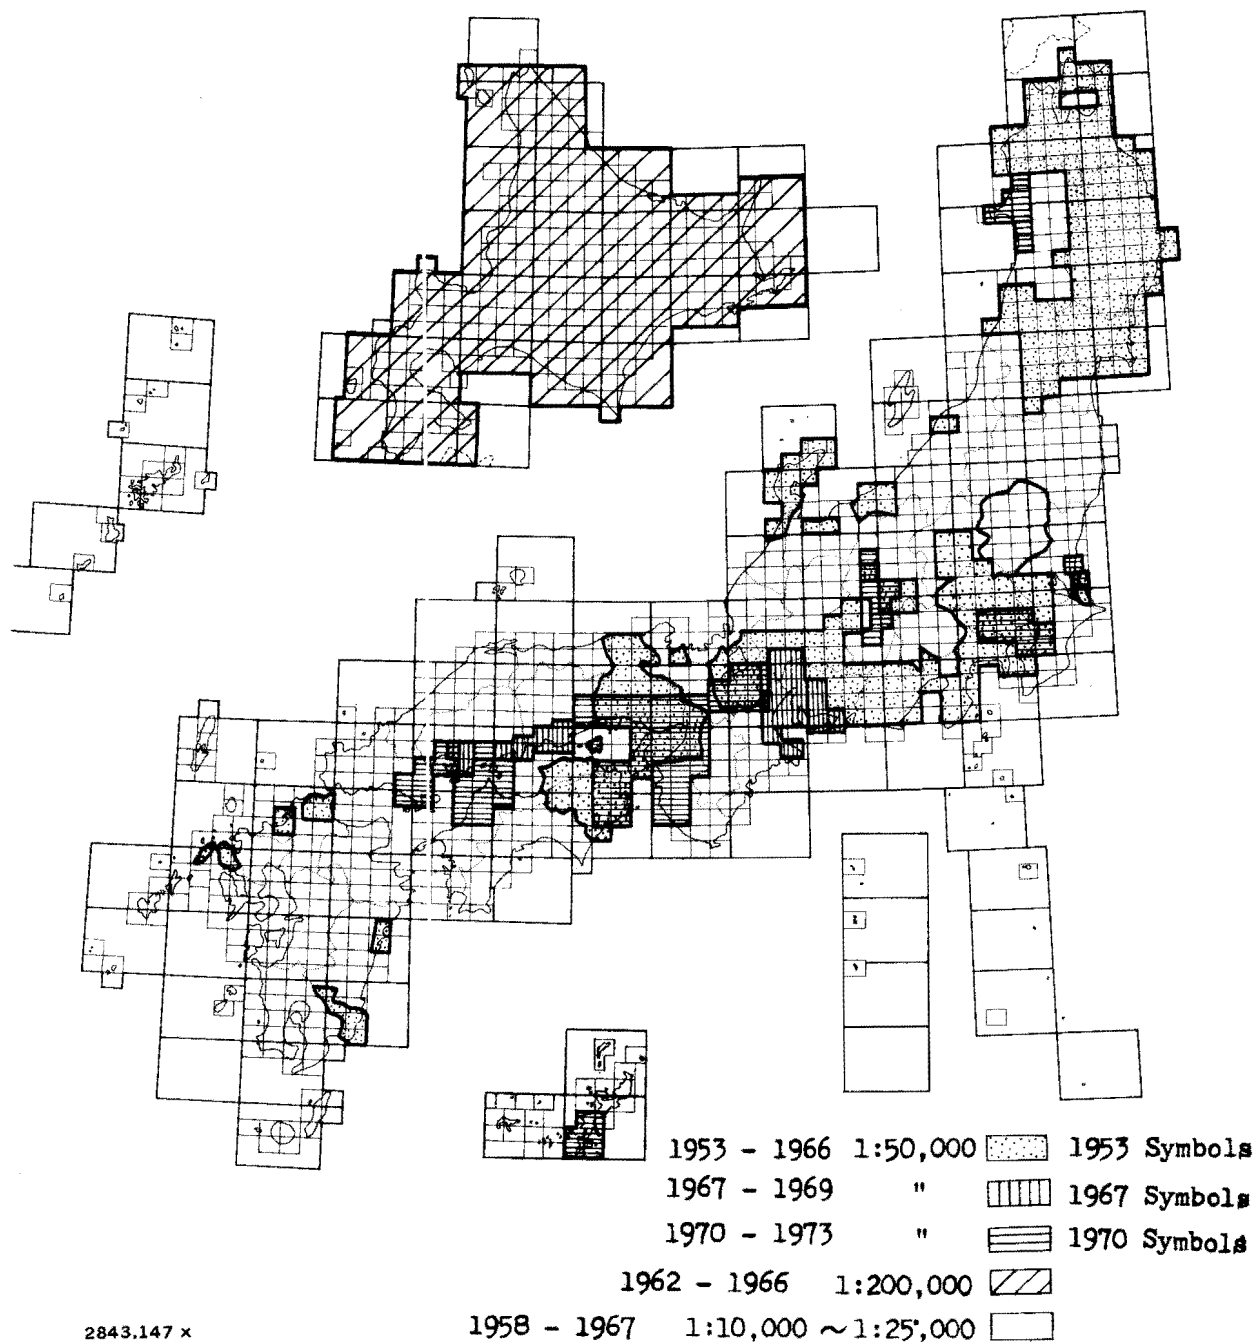 1953 - 1966 1:50,000 1953 Symbols
1967 - 1969 " 1967 Symbols
1970 - 1973 " 1970 Symbols
1962 - 1966 1:200,000
1958 - 1967 1:10,000 ~ 1:25,000
2843.147 x